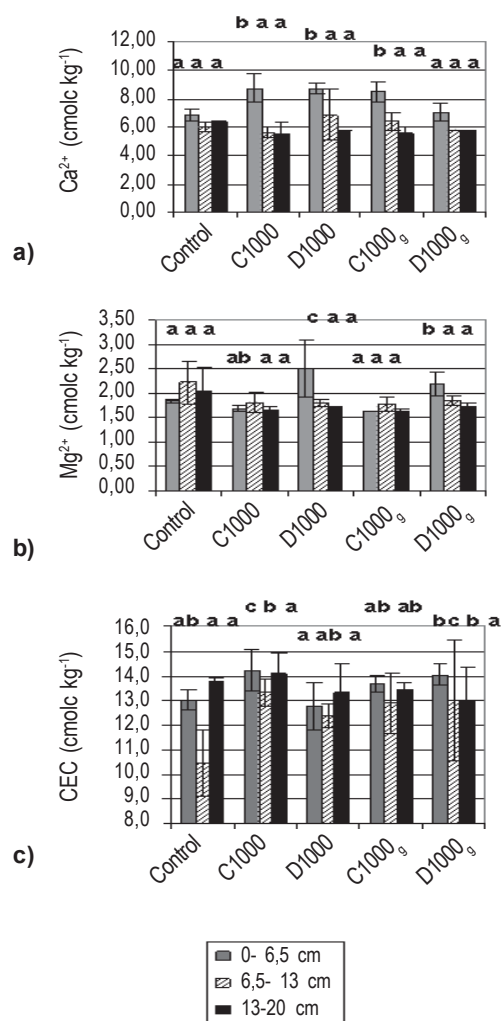 b a a
b a a
b a a
a a a
a a a
12,00
10,00
8,00
6,00
4,00
2,00
0,00
Ca2+ (cmolc kg-1)
Control
C1000
D1000
C1000g
D1000g
a)
c a a
a a a
ab a a
a a a
b a a
3,50
3,00
2,50
2,00
1,50
1,00
0,50
0,00
Mg2+ (cmolc kg-1)
Control
C1000
D1000
C1000g
D1000g
b)
ab a a
c b a
a ab a
ab ab
bc b a
16,0
15,0
14,0
13,0
12,0
11,0
10,0
9,0
8,0
CEC (cmolc kg-1)
Control
C1000
D1000
C1000g
D1000g
c)
0- 6,5 cm
6,5- 13 cm
13-20 cm